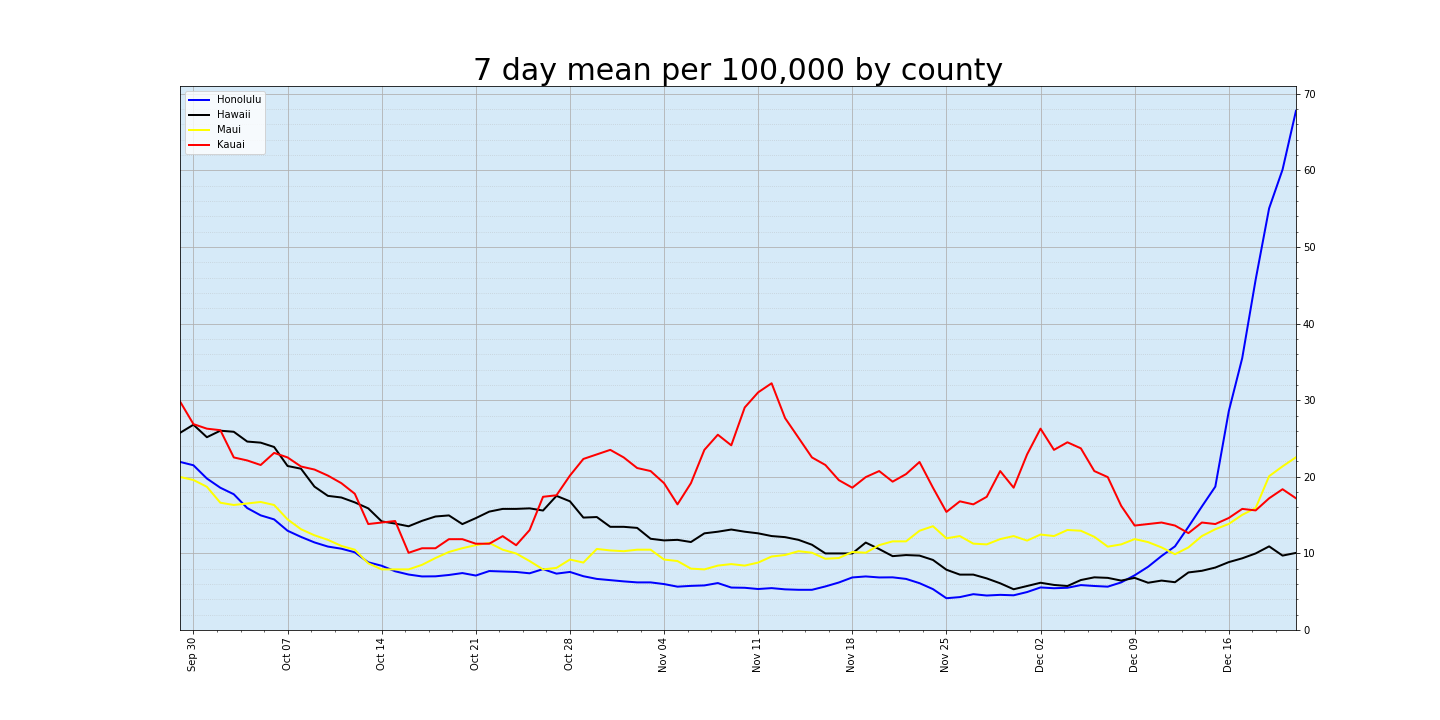 7 day mean per 100,000 by county
Honolulu
Hawaii
Maui
Kauai
70
60
50
40
30
20
10
0
Sep 30
Oct 07
Oct 14
Oct 21
Oct 28
Nov 04
Nov 11
Nov 18
Nov 25
Dec 02
Dec 09
Dec 16